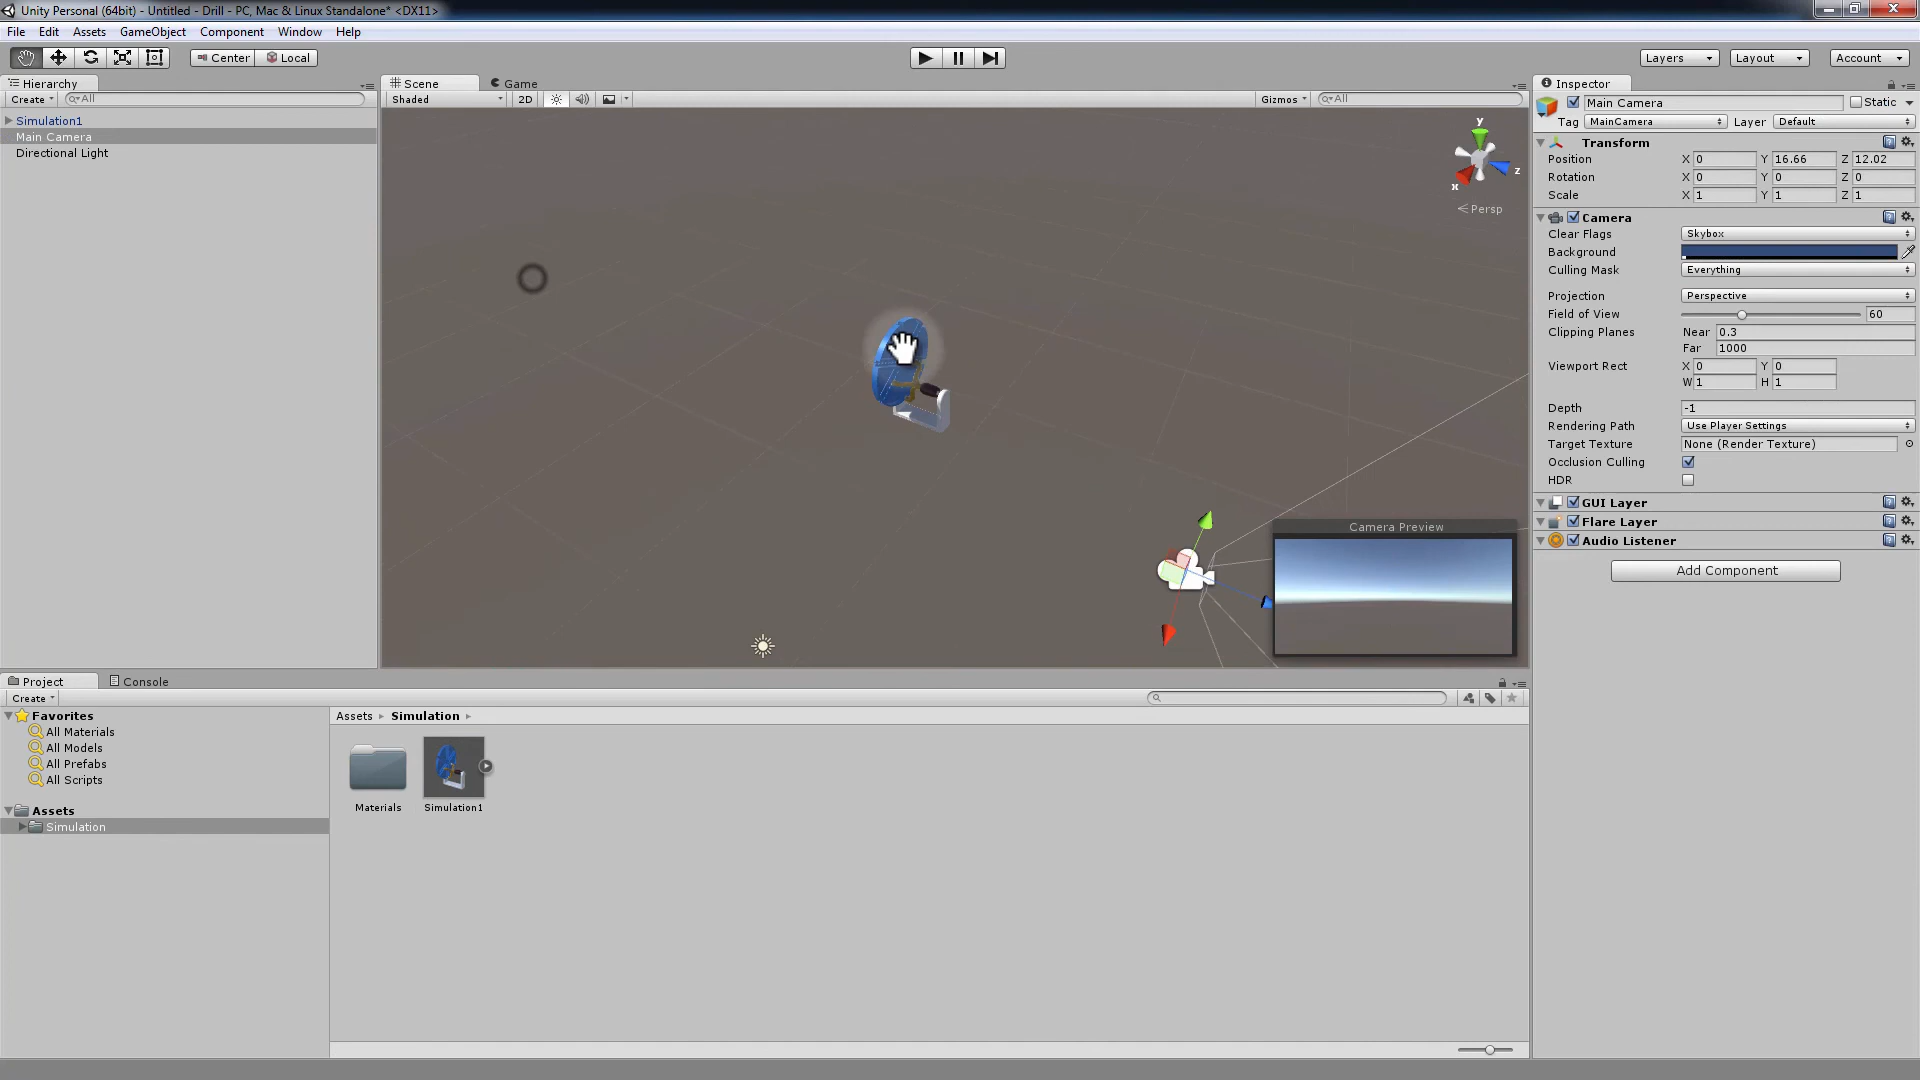 Unity Personal (64bit) - Untitled - Drill - PC, Mac & Linux Standalone* <DX11>
File Edit Assets GameObject Component Window Help
Center Local
Layers Layout Account
Hierarchy
Create All
Simulation1
Main Camera
Directional Light
Scene Game
Shaded 2D Gizmos All
y
x
z
Persp
Camera Preview
Inspector
Main Camera Static
Tag MainCamera Layer Default
Transform
Position X 0 Y 16.66 Z 12.02
Rotation X 0 Y 0 Z 0
Scale X 1 Y 1 Z 1
Camera
Clear Flags Skybox
Background
Culling Mask Everything
Projection Perspective
Field of View 60
Clipping Planes Near 0.3
Far 1000
Viewport Rect X 0 Y 0
W 1 H 1
Depth -1
Rendering Path Use Player Settings
Target Texture None (Render Texture)
Occlusion Culling
HDR
GUI Layer
Flare Layer
Audio Listener
Add Component
Project Console
Create
Favorites
All Materials
All Models
All Prefabs
All Scripts
Assets
Simulation
Assets Simulation
Materials Simulation1